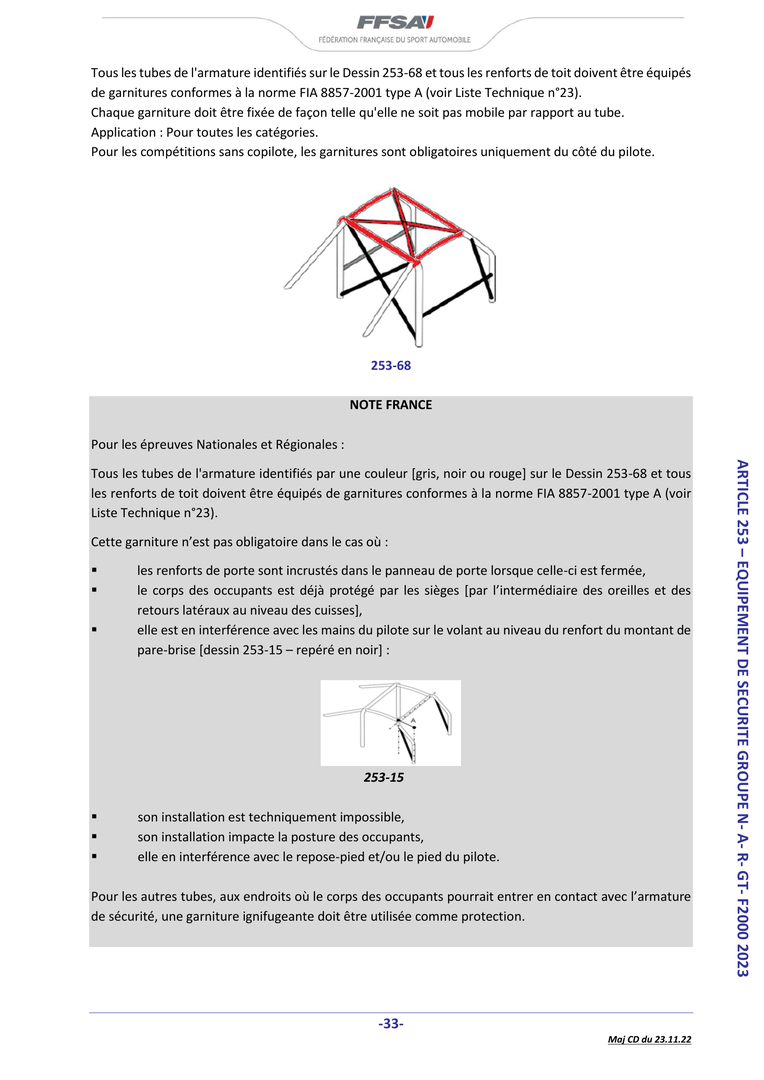 FFSA
FÉDÉRATION FRANÇAISE DU SPORT AUTOMOBILE
Tous les tubes de l'armature identifiés sur le Dessin 253-68 et tous les renforts de toit doivent être équipés
de garnitures conformes à la norme FIA 8857-2001 type A (voir Liste Technique n°23).
Chaque garniture doit être fixée de façon telle qu'elle ne soit pas mobile par rapport au tube.
Application : Pour toutes les catégories.
Pour les compétitions sans copilote, les garnitures sont obligatoires uniquement du côté du pilote.
253-68
NOTE FRANCE
Pour les épreuves Nationales et Régionales :
Tous les tubes de l'armature identifiés par une couleur [gris, noir ou rouge] sur le Dessin 253-68 et tous
les renforts de toit doivent être équipés de garnitures conformes à la norme FIA 8857-2001 type A (voir
Liste Technique n°23).
Cette garniture n’est pas obligatoire dans le cas où :
▪ les renforts de porte sont incrustés dans le panneau de porte lorsque celle-ci est fermée,
▪ le corps des occupants est déjà protégé par les sièges [par l’intermédiaire des oreilles et des
retours latéraux au niveau des cuisses],
▪ elle est en interférence avec les mains du pilote sur le volant au niveau du renfort du montant de
pare-brise [dessin 253-15 – repéré en noir] :
A
253-15
▪ son installation est techniquement impossible,
▪ son installation impacte la posture des occupants,
▪ elle en interférence avec le repose-pied et/ou le pied du pilote.
Pour les autres tubes, aux endroits où le corps des occupants pourrait entrer en contact avec l’armature
de sécurité, une garniture ignifugeante doit être utilisée comme protection.
ARTICLE 253 – EQUIPEMENT DE SECURITE GROUPE N- A- R- GT- F2000 2023
-33-
Maj CD du 23.11.22